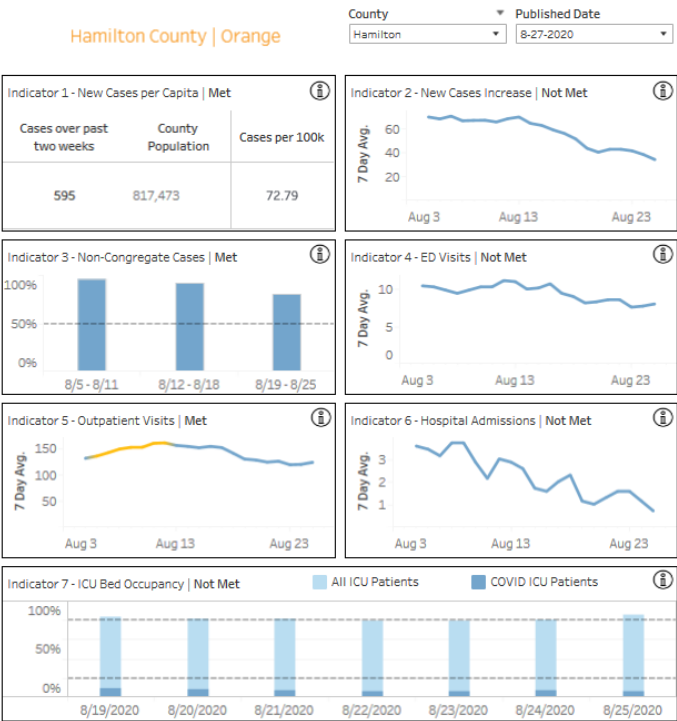 County
Published Date
Hamilton County | Orange
Hamilton
8-27-2020
Indicator 1 - New Cases per Capita | Met
Cases over past
two weeks
County
Population
Cases per 100k
595
817,473
72.79
Indicator 2 - New Cases Increase | Not Met
7 Day Avg.
60
40
20
Aug 3
Aug 13
Aug 23
Indicator 3 - Non-Congregate Cases | Met
100%
50%
0%
8/5 - 8/11
8/12 - 8/18
8/19 - 8/25
Indicator 4 - ED Visits | Not Met
7 Day Avg.
10
5
0
Aug 3
Aug 13
Aug 23
Indicator 5 - Outpatient Visits | Met
7 Day Avg.
150
100
50
Aug 3
Aug 13
Aug 23
Indicator 6 - Hospital Admissions | Not Met
7 Day Avg.
3
2
1
Aug 3
Aug 13
Aug 23
Indicator 7 - ICU Bed Occupancy | Not Met
All ICU Patients
COVID ICU Patients
100%
50%
0%
8/19/2020
8/20/2020
8/21/2020
8/22/2020
8/23/2020
8/24/2020
8/25/2020